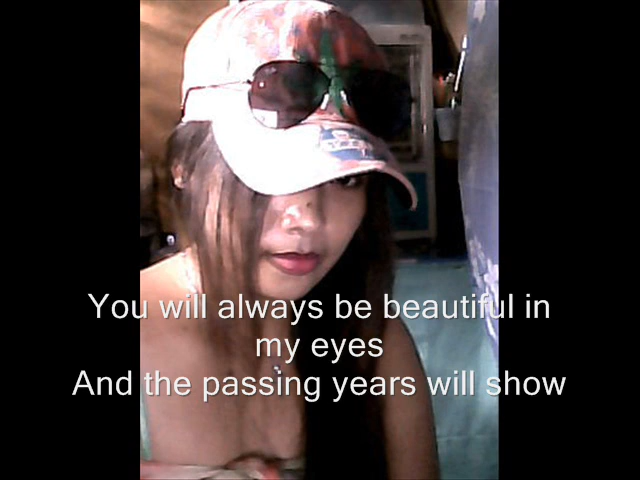 You will always be beautiful in
my eyes
And the passing years will show